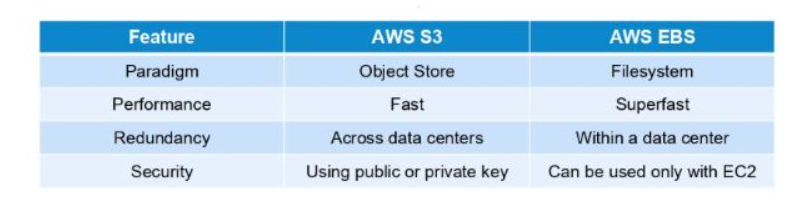 Feature AWS S3 AWS EBS
Paradigm Object Store Filesystem
Performance Fast Superfast
Redundancy Across data centers Within a data center
Security Using public or private key Can be used only with EC2